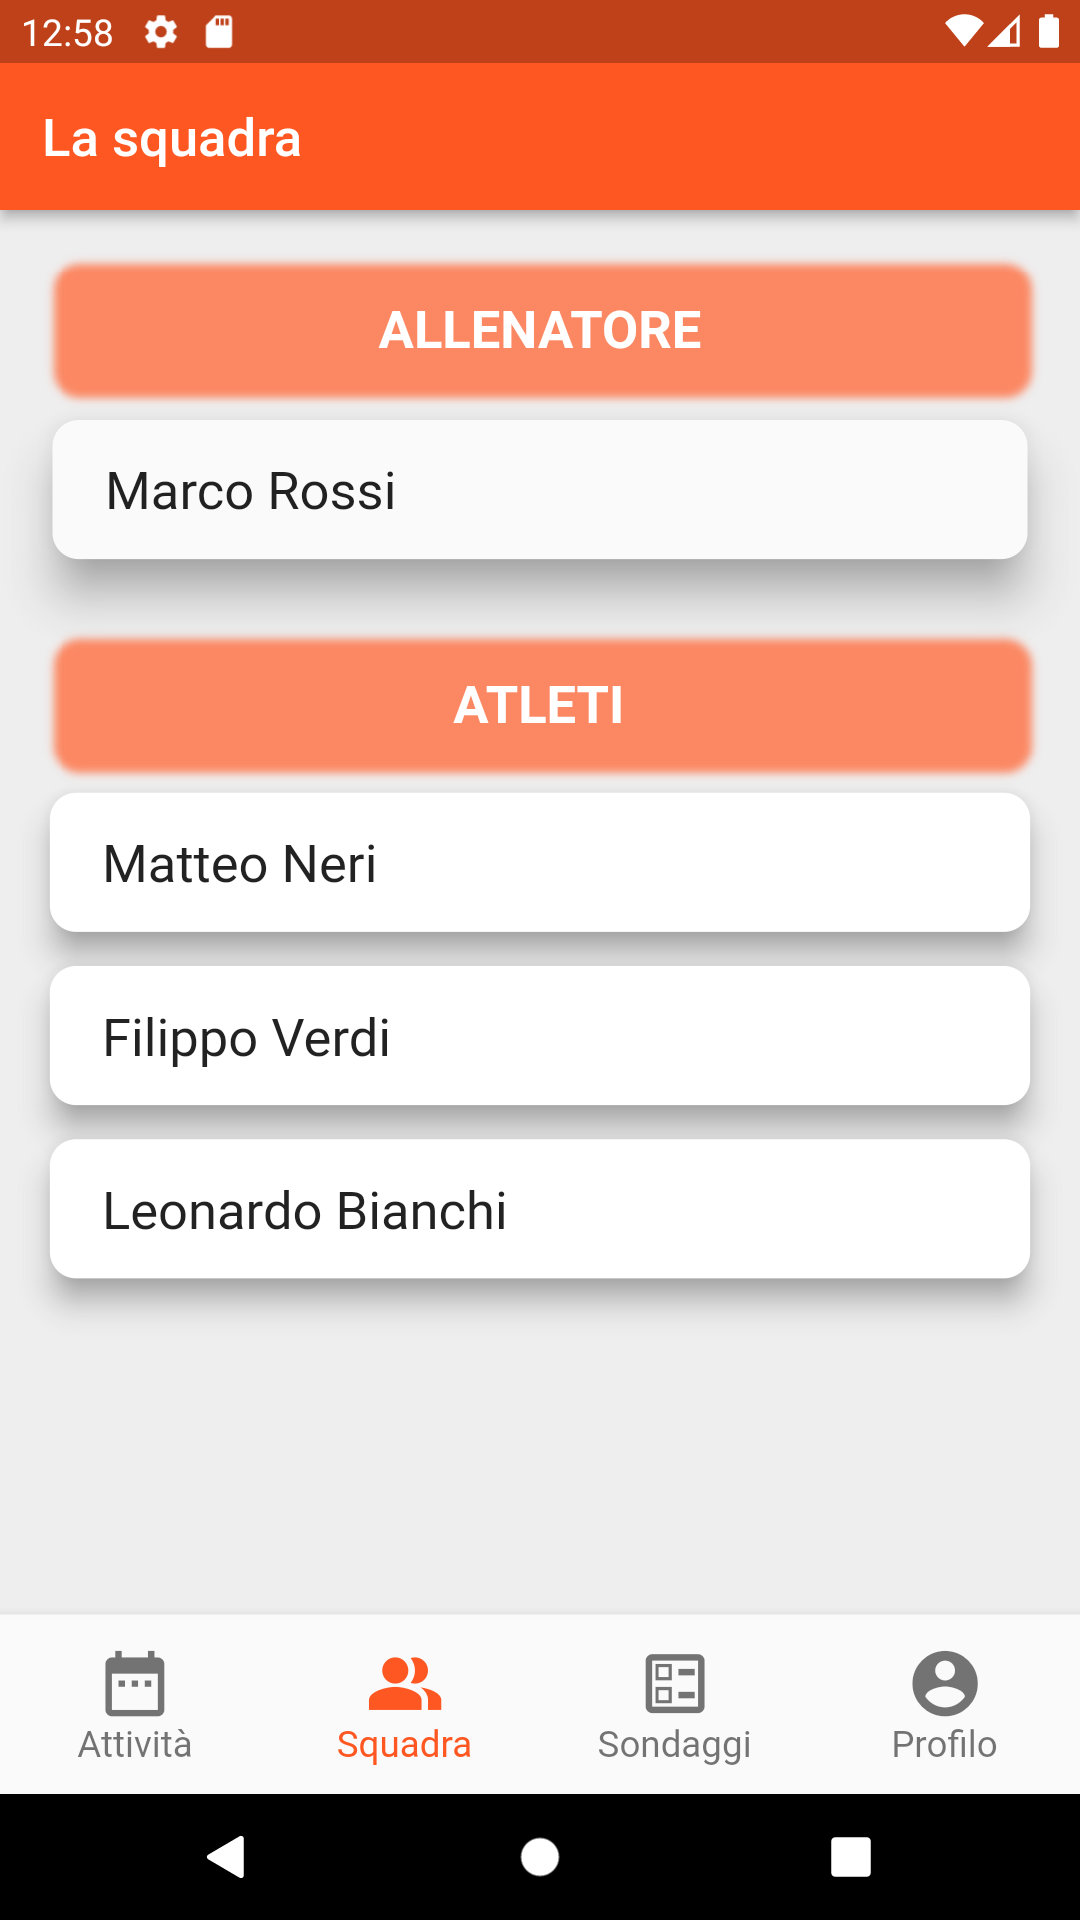 12:58
La squadra
ALLENATORE
Marco Rossi
ATLETI
Matteo Neri
Filippo Verdi
Leonardo Bianchi
Attività Squadra Sondaggi Profilo